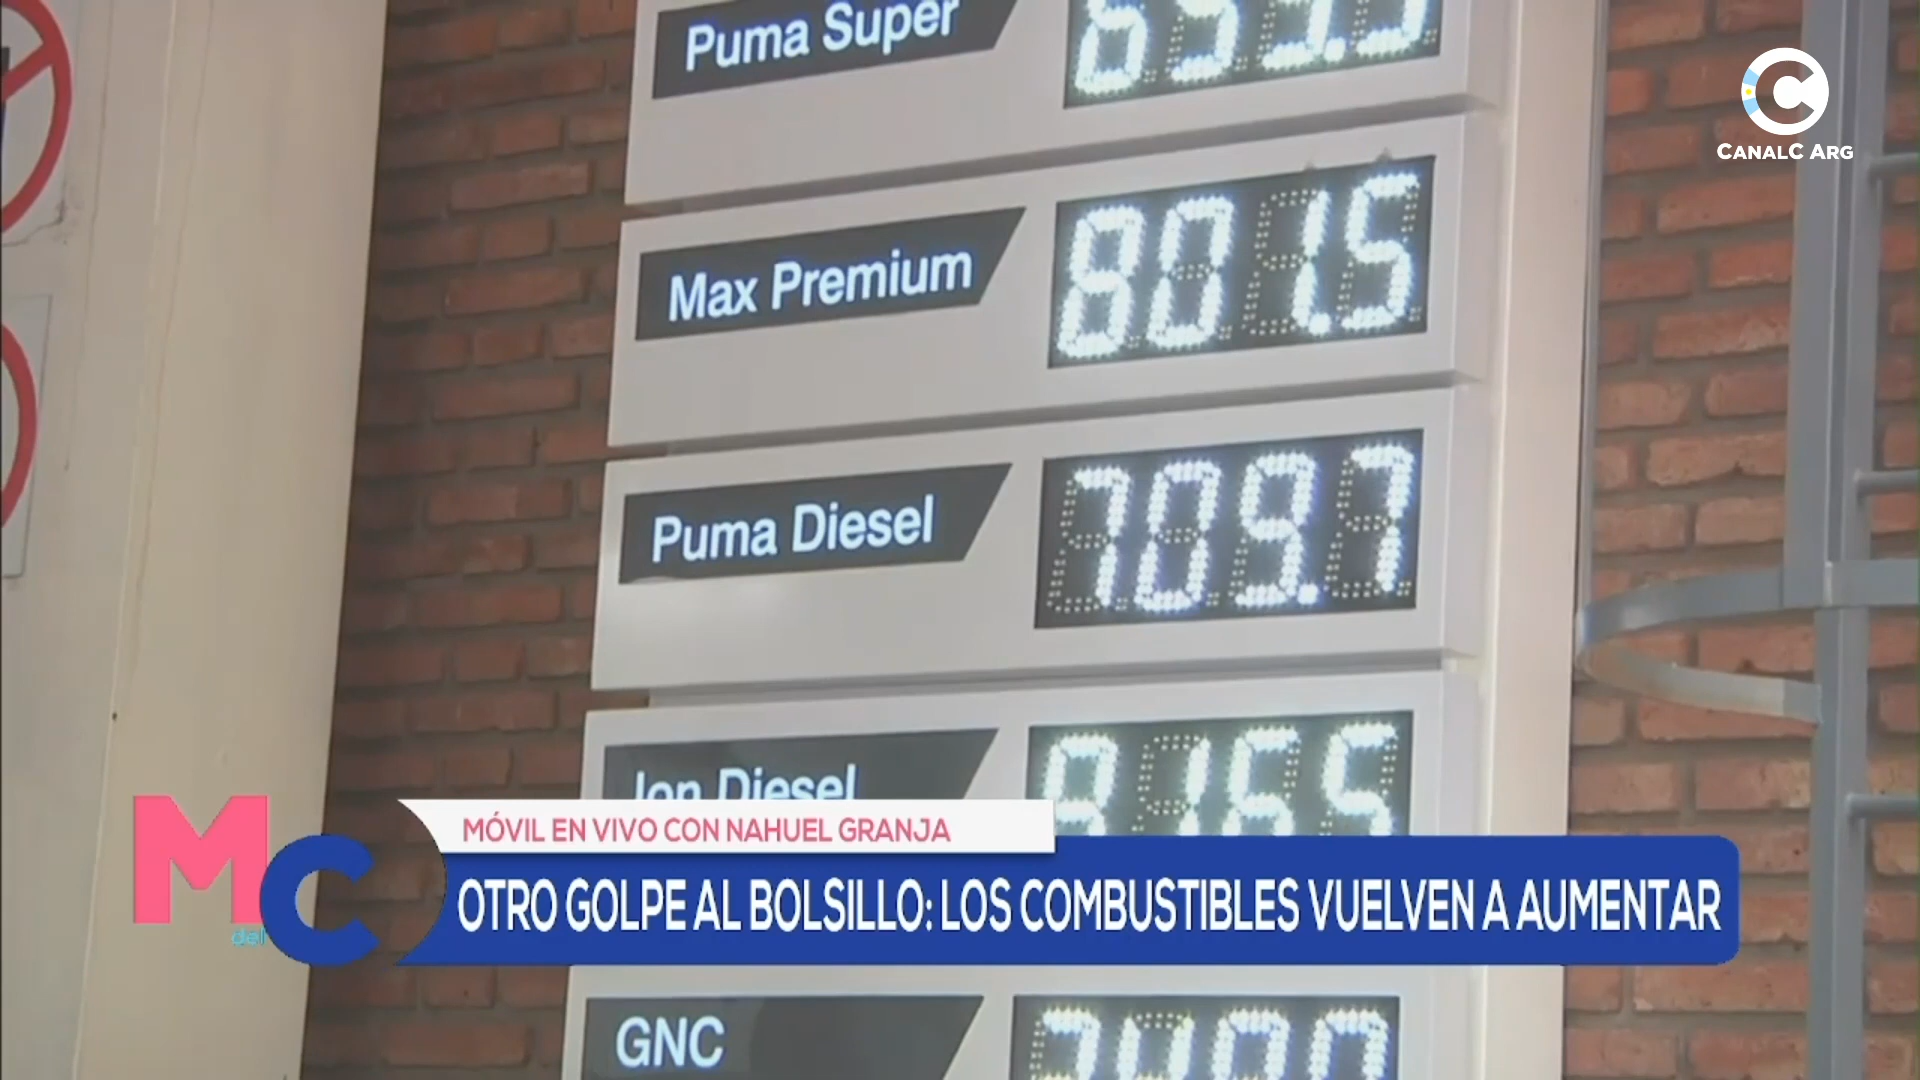 Puma Super
CANALC ARG
Max Premium 801.5
Puma Diesel 709.7
Ion Diesel
MÓVIL EN VIVO CON NAHUEL GRANJA
M del C
OTRO GOLPE AL BOLSILLO: LOS COMBUSTIBLES VUELVEN A AUMENTAR
GNC